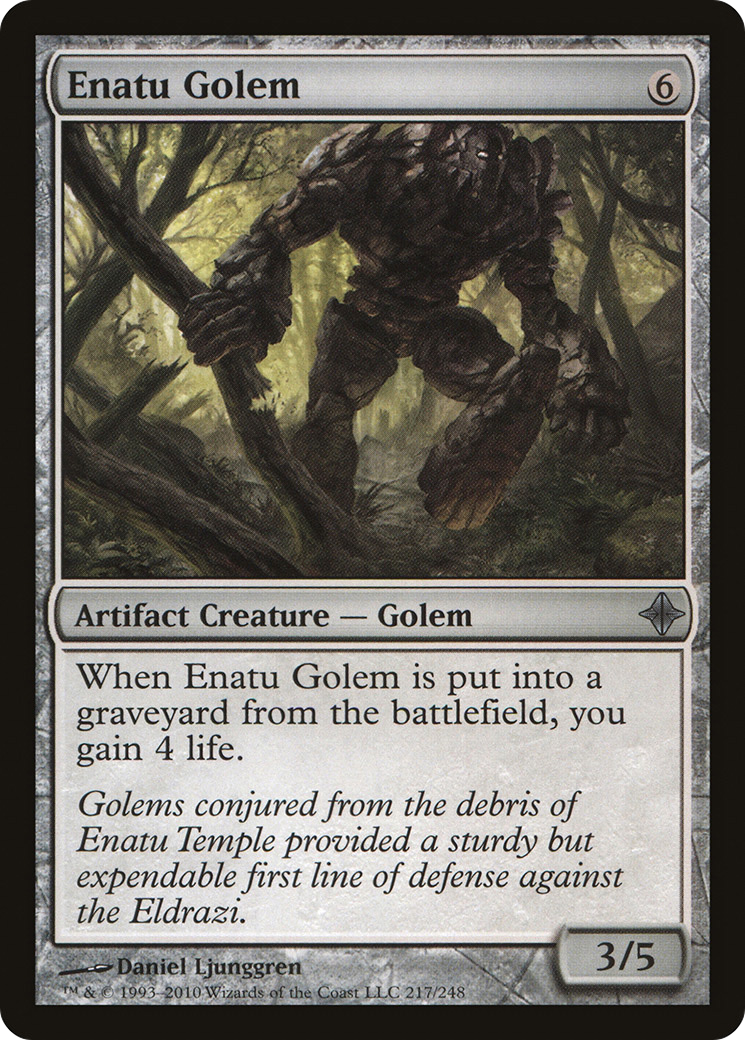 Enatu Golem 6
Artifact Creature — Golem
When Enatu Golem is put into a
graveyard from the battlefield, you
gain 4 life.
Golems conjured from the debris of
Enatu Temple provided a sturdy but
expendable first line of defense against
the Eldrazi.
3/5
Daniel Ljunggren
™ & © 1993–2010 Wizards of the Coast LLC 217/248